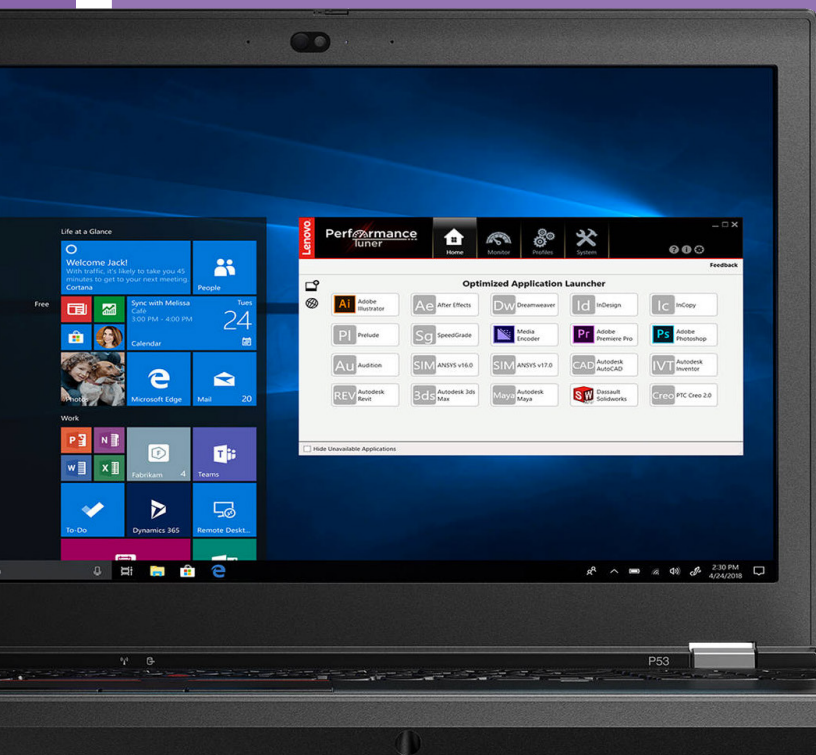 Life at a Glance
Welcome Jack!
With traffic, it's likely to take you 45
minutes to get to your next meeting.
Cortana
People
Free
Sync with Melissa
Café
3:00 PM - 4:00 PM
Tues
24
Calendar
Photos
Microsoft Edge
Mail
20
Work
P
N
W
X
Fabrikam
4
Teams
To-Do
Dynamics 365
Remote Deskt...
Lenovo
Performance
Tuner
Home
Monitor
Profiles
System
Feedback
Optimized Application Launcher
Ai Adobe
Illustrator
Ae After Effects
Dw Dreamweaver
Id InDesign
Ic InCopy
Pl Prelude
Sg SpeedGrade
Media
Encoder
Pr Adobe
Premiere Pro
Ps Adobe
Photoshop
Au Audition
SIM ANSYS v16.0
SIM ANSYS v17.0
CAD Autodesk
AutoCAD
IVT Autodesk
Inventor
REV Autodesk
Revit
3ds Autodesk 3ds
Max
Maya Autodesk
Maya
SW Dassault
Solidworks
Creo PTC Creo 2.0
Hide Unavailable Applications
2:30 PM
4/24/2018
P53